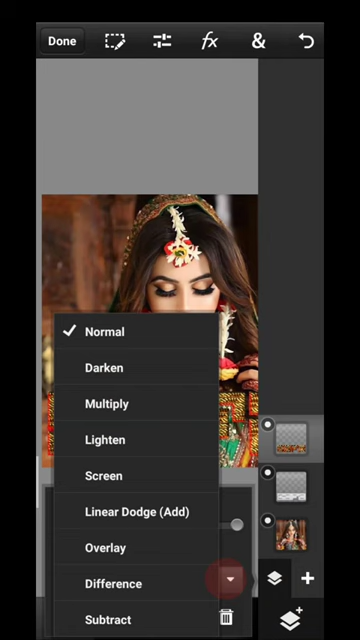 Done
fx
&
Normal
Darken
Multiply
Lighten
Screen
Linear Dodge (Add)
Overlay
Difference
Subtract